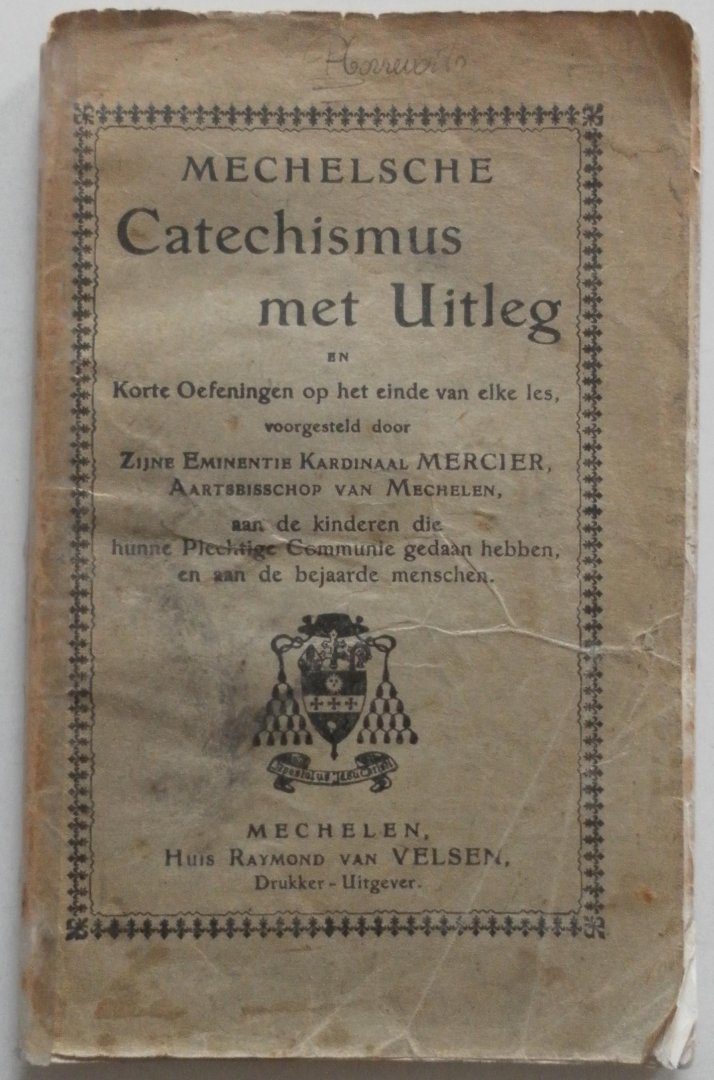 MECHELSCHE
Catechismus
met Uitleg
EN
Korte Oefeningen op het einde van elke les,
voorgesteld door
ZIJNE EMINENTIE KARDINAAL MERCIER,
AARTSBISSCHOP VAN MECHELEN,
aan de kinderen die
hunne Plechtige Communie gedaan hebben,
en aan de bejaarde menschen.
MECHELEN,
HUIS RAYMOND VAN VELSEN,
Drukker-Uitgever.